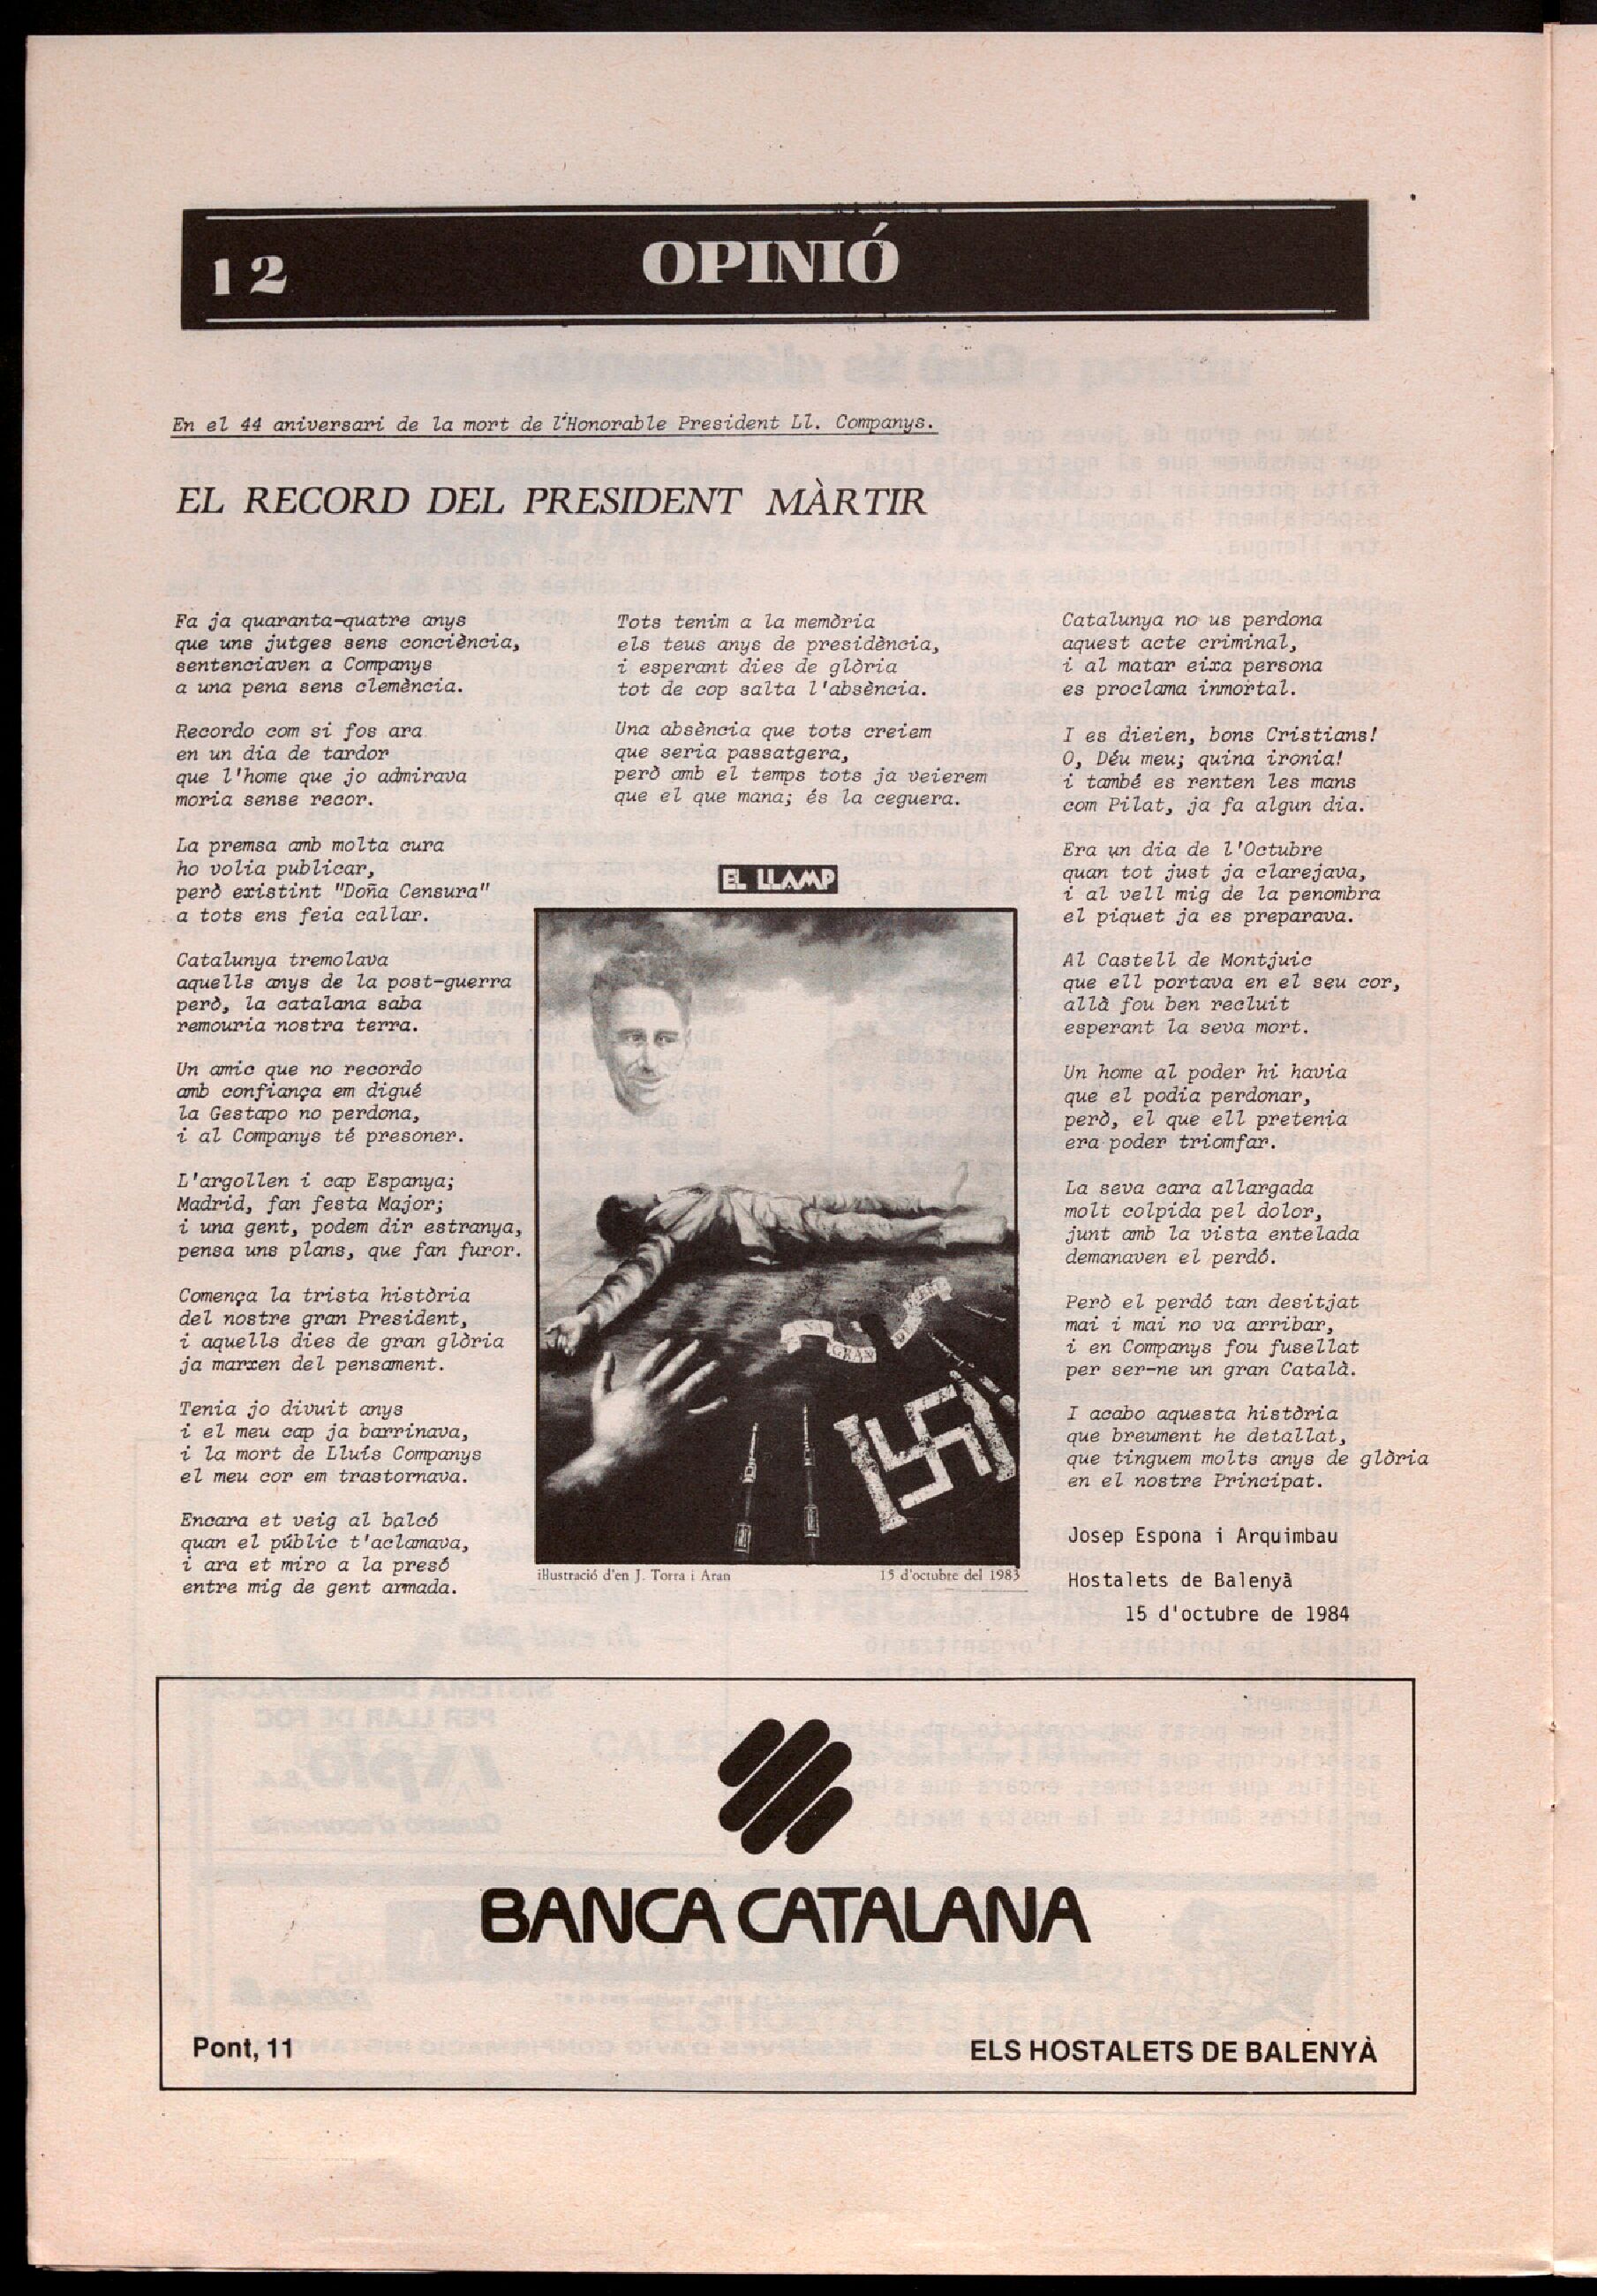 12
OPINIÓ
En el 44 aniversari de la mort de l'Honorable President Ll. Companys.
EL RECORD DEL PRESIDENT MÀRTIR
Fa ja quaranta-quatre anys
que uns jutges sens conciència,
sentenciaven a Companys
a una pena sens clemència.
Recordo com si fos ara
en un dia de tardor
que l'home que jo admirava
moria sense recor.
La premsa amb molta cura
ho volia publicar,
però existint "Doña Censura"
a tots ens feia callar.
Catalunya tremolava
aquells anys de la post-guerra
però, la catalana saba
remouria nostra terra.
Un amic que no recordo
amb confiança em digué
la Gestapo no perdona,
i al Companys té presoner.
L'argollen i cap Espanya;
Madrid, fan festa Major;
i una gent, podem dir estranya,
pensa uns plans, que fan furor.
Comença la trista història
del nostre gran President,
i aquells dies de gran glòria
ja marxen del pensament.
Tenia jo divuit anys
i el meu cap ja barrinava,
i la mort de Lluís Companys
el meu cor em trastornava.
Encara et veig al balcó
quan el públic t'aclamava,
i ara et miro a la presó
entre mig de gent armada.
Tots tenim a la memòria
els teus anys de presidència,
i esperant dies de glòria
tot de cop salta l'absència.
Una absència que tots creiem
que seria passatgera,
però amb el temps tots ja veierem
que el que mana; és la ceguera.
EL LLAMP
GRAN
il·lustració d'en J. Torra i Aran
15 d'octubre del 1983
Catalunya no us perdona
aquest acte criminal,
i al matar eixa persona
es proclama inmortal.
I es dieien, bons Cristians!
O, Déu meu; quina ironia!
i també es renten les mans
com Pilat, ja fa algun dia.
Era un dia de l'Octubre
quan tot just ja clarejava,
i al vell mig de la penombra
el piquet ja es preparava.
Al Castell de Montjuic
que ell portava en el seu cor,
allà fou ben recluit
esperant la seva mort.
Un home al poder hi havia
que el podia perdonar,
però, el que ell pretenia
era poder triomfar.
La seva cara allargada
molt colpida pel dolor,
junt amb la vista entelada
demanaven el perdó.
Però el perdó tan desitjat
mai i mai no va arribar,
i en Companys fou fusellat
per ser-ne un gran Català.
I acabo aquesta història
que breument he detallat,
que tinguem molts anys de glòria
en el nostre Principat.
Josep Espona i Arquimbau
Hostalets de Balenyà
15 d'octubre de 1984
BANCA CATALANA
Pont, 11
ELS HOSTALETS DE BALENYÀ